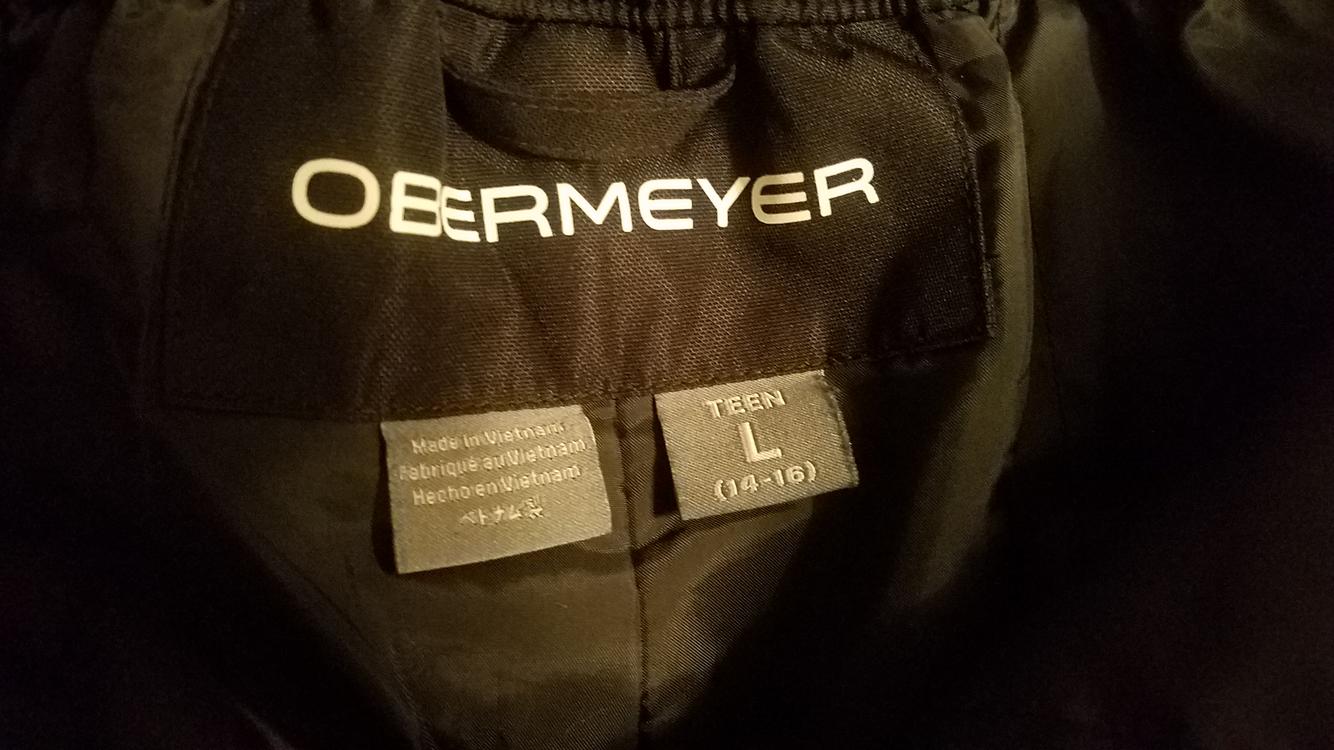 OBERMEYER
Made in Vietnam
Fabriqué au Vietnam
Hecho en Vietnam
ベトナム製
TEEN
L
(14-16)